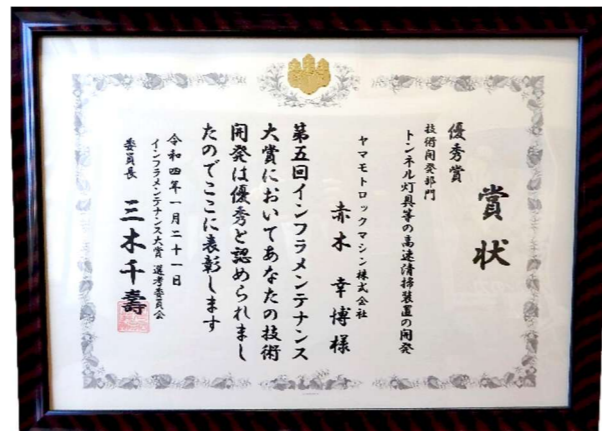 賞状
優秀賞
技術開発部門
トンネル灯具等の高速清掃装置の開発
ヤマモトロックマシン株式会社
赤木幸博様
第五回インフラメンテナンス
大賞においてあなたの技術
開発は優秀と認められまし
たのでここに表彰します
令和四年一月二十一日
インフラメンテナンス大賞 選考委員会
委員長 三木千壽